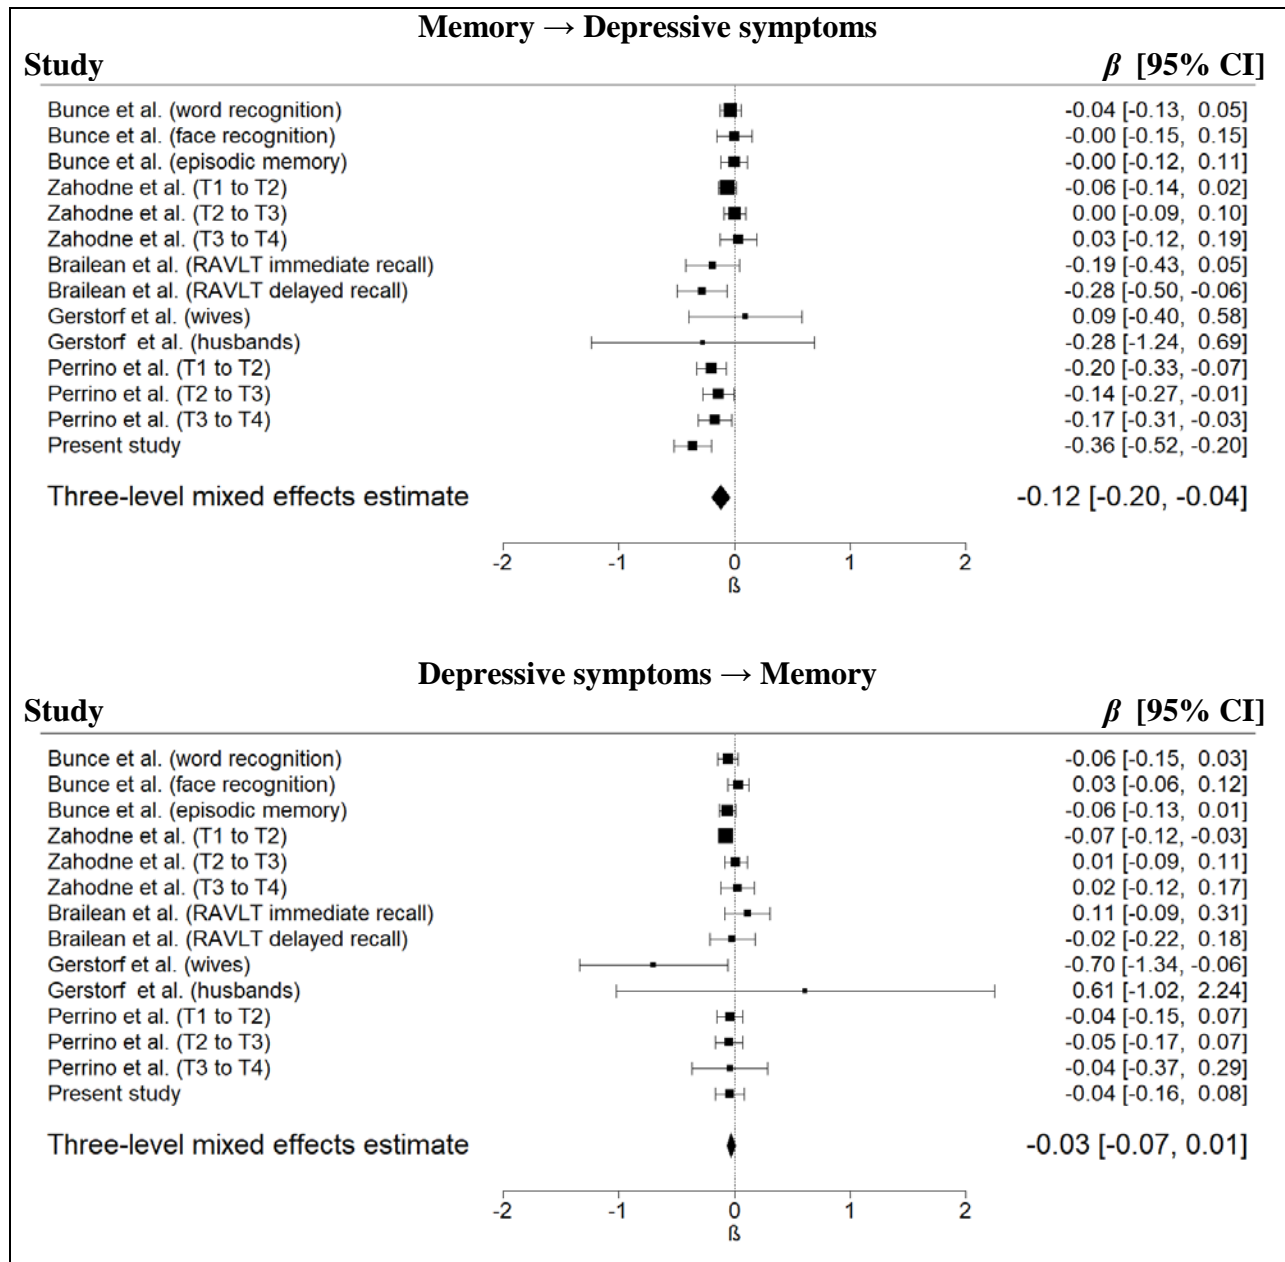 Memory → Depressive symptoms
Study β [95% CI]
Bunce et al. (word recognition) -0.04 [-0.13, 0.05]
Bunce et al. (face recognition) -0.00 [-0.15, 0.15]
Bunce et al. (episodic memory) -0.00 [-0.12, 0.11]
Zahodne et al. (T1 to T2) -0.06 [-0.14, 0.02]
Zahodne et al. (T2 to T3) 0.00 [-0.09, 0.10]
Zahodne et al. (T3 to T4) 0.03 [-0.12, 0.19]
Brailean et al. (RAVLT immediate recall) -0.19 [-0.43, 0.05]
Brailean et al. (RAVLT delayed recall) -0.28 [-0.50, -0.06]
Gerstorf et al. (wives) 0.09 [-0.40, 0.58]
Gerstorf et al. (husbands) -0.28 [-1.24, 0.69]
Perrino et al. (T1 to T2) -0.20 [-0.33, -0.07]
Perrino et al. (T2 to T3) -0.14 [-0.27, -0.01]
Perrino et al. (T3 to T4) -0.17 [-0.31, -0.03]
Present study -0.36 [-0.52, -0.20]
Three-level mixed effects estimate -0.12 [-0.20, -0.04]
-2 -1 0 1 2
ß
Depressive symptoms → Memory
Study β [95% CI]
Bunce et al. (word recognition) -0.06 [-0.15, 0.03]
Bunce et al. (face recognition) 0.03 [-0.06, 0.12]
Bunce et al. (episodic memory) -0.06 [-0.13, 0.01]
Zahodne et al. (T1 to T2) -0.07 [-0.12, -0.03]
Zahodne et al. (T2 to T3) 0.01 [-0.09, 0.11]
Zahodne et al. (T3 to T4) 0.02 [-0.12, 0.17]
Brailean et al. (RAVLT immediate recall) 0.11 [-0.09, 0.31]
Brailean et al. (RAVLT delayed recall) -0.02 [-0.22, 0.18]
Gerstorf et al. (wives) -0.70 [-1.34, -0.06]
Gerstorf et al. (husbands) 0.61 [-1.02, 2.24]
Perrino et al. (T1 to T2) -0.04 [-0.15, 0.07]
Perrino et al. (T2 to T3) -0.05 [-0.17, 0.07]
Perrino et al. (T3 to T4) -0.04 [-0.37, 0.29]
Present study -0.04 [-0.16, 0.08]
Three-level mixed effects estimate -0.03 [-0.07, 0.01]
-2 -1 0 1 2
ß